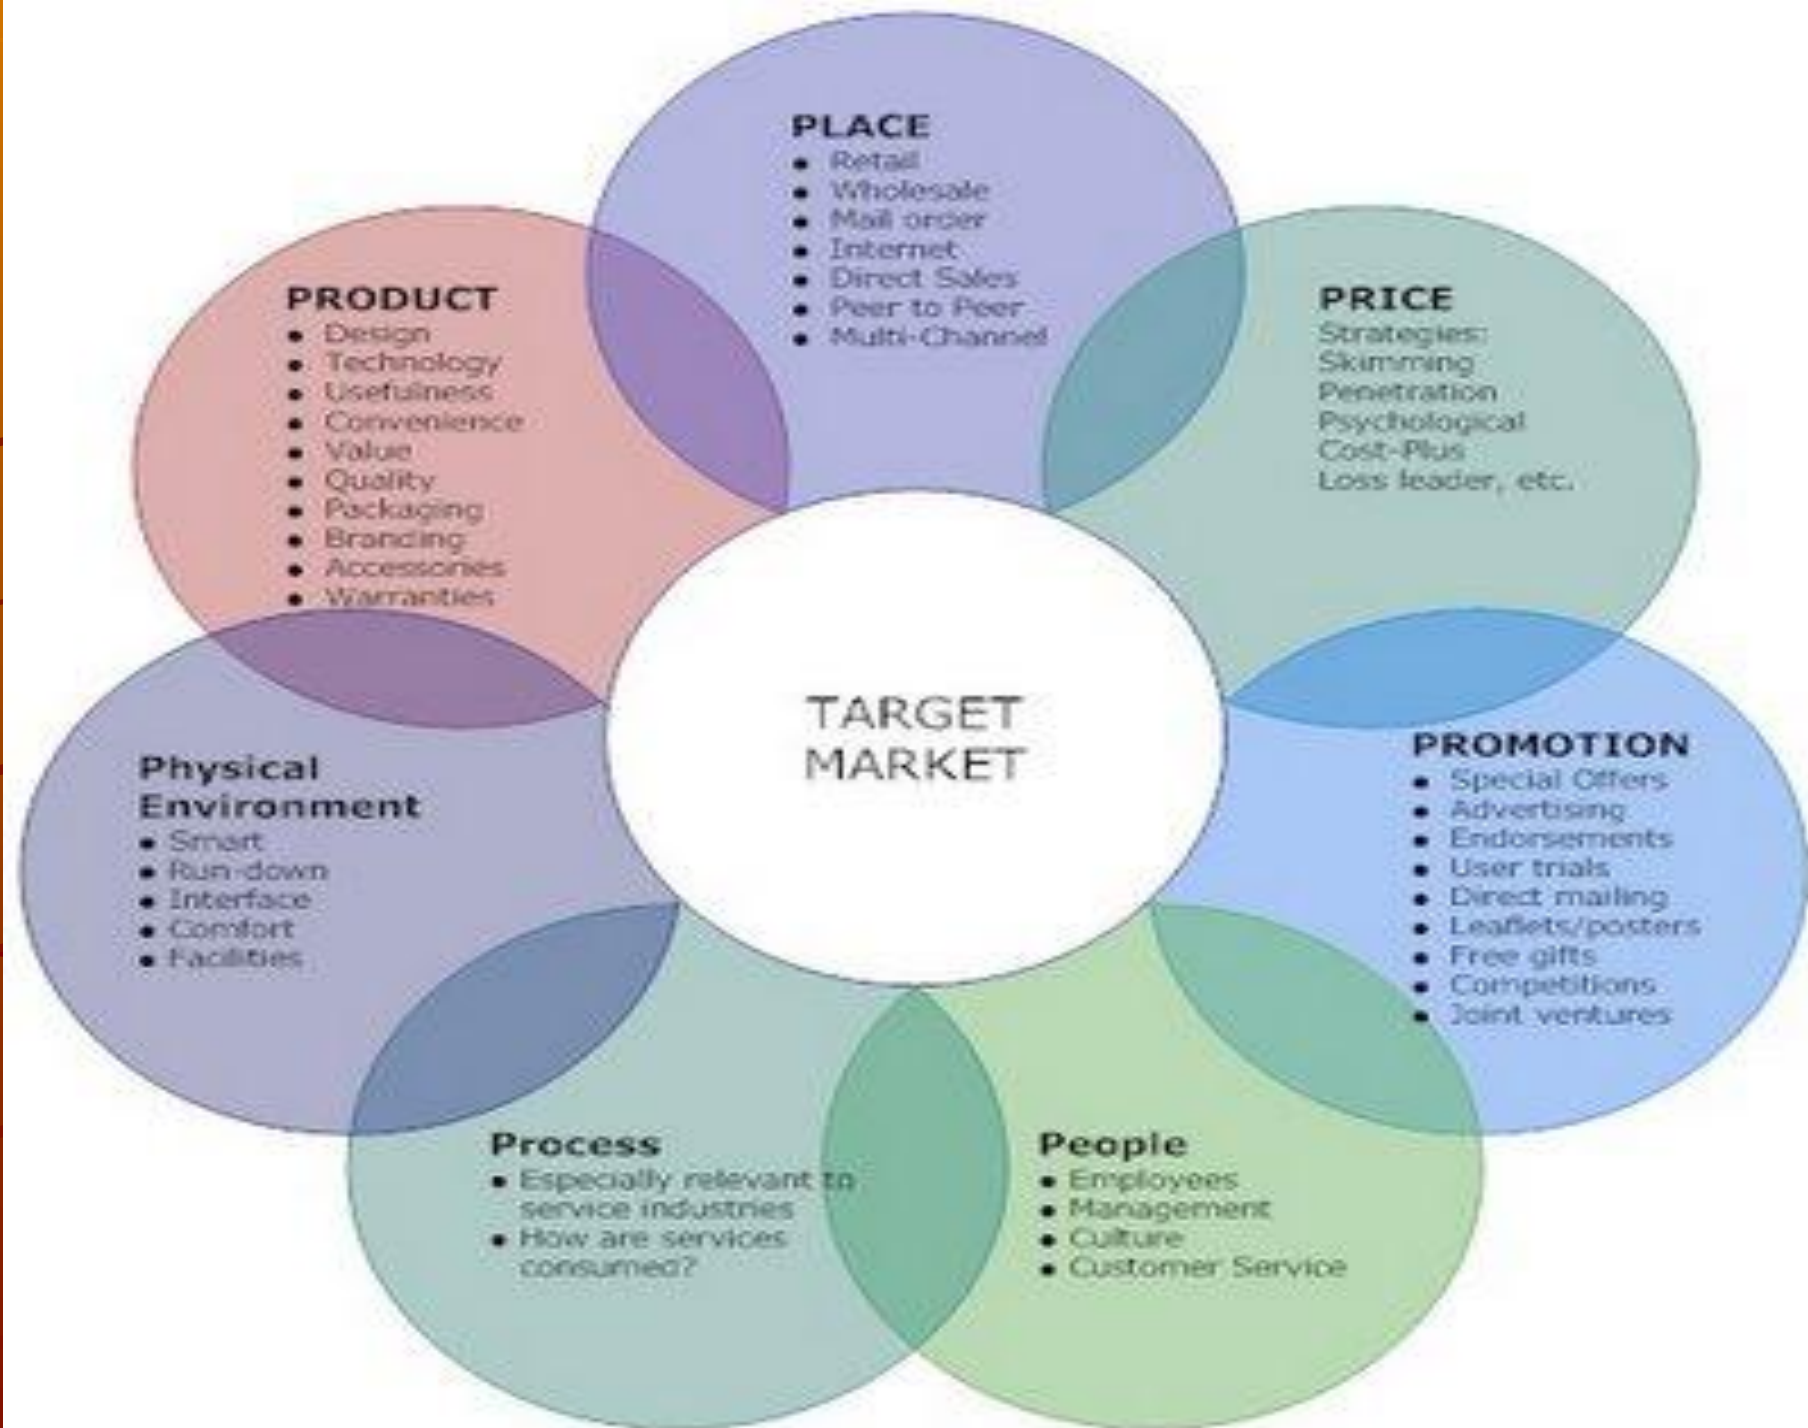 PLACE
• Retail
• Wholesale
• Mail order
• Internet
• Direct Sales
• Peer to Peer
• Multi-Channel
PRODUCT
• Design
• Technology
• Usefulness
• Convenience
• Value
• Quality
• Packaging
• Branding
• Accessories
• Warranties
PRICE
Strategies:
Skimming
Penetration
Psychological
Cost-Plus
Loss leader, etc.
TARGET
MARKET
Physical
Environment
• Smart
• Run-down
• Interface
• Comfort
• Facilities
PROMOTION
• Special Offers
• Advertising
• Endorsements
• User trials
• Direct mailing
• Leaflets/posters
• Free gifts
• Competitions
• Joint ventures
Process
• Especially relevant to
service industries
• How are services
consumed?
People
• Employees
• Management
• Culture
• Customer Service